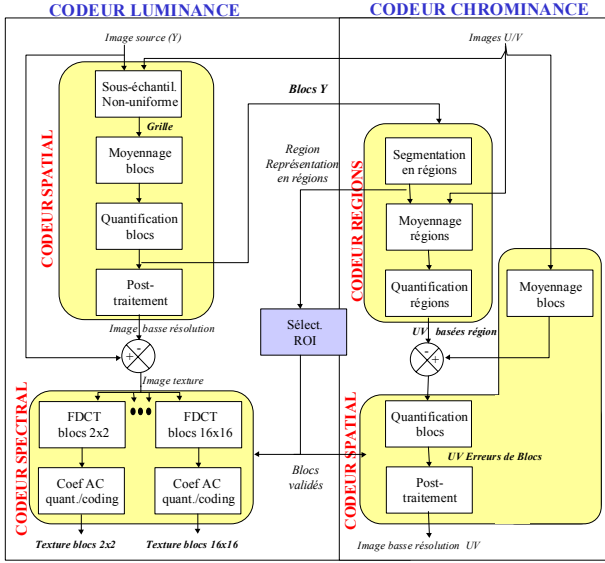 CODEUR LUMINANCE
CODEUR CHROMINANCE
Image source (Y)
Images U/V
CODEUR SPATIAL
Sous-échantil.
Non-uniforme
Grille
Moyennage
blocs
Quantification
blocs
Post-
traitement
Image basse résolution
Blocs Y
Region
Représentation
en régions
CODEUR REGIONS
Segmentation
en régions
Moyennage
régions
Quantification
régions
UV basées région
Moyennage
blocs
Sélect.
ROI
+
-
Image texture
CODEUR SPECTRAL
FDCT
blocs 2x2
FDCT
blocs 16x16
Coef AC
quant./coding
Coef AC
quant./coding
Texture blocs 2x2
Texture blocs 16x16
Blocs
validés
-
+
CODEUR SPATIAL
Quantification
blocs
UV Erreurs de Blocs
Post-
traitement
Image basse résolution UV